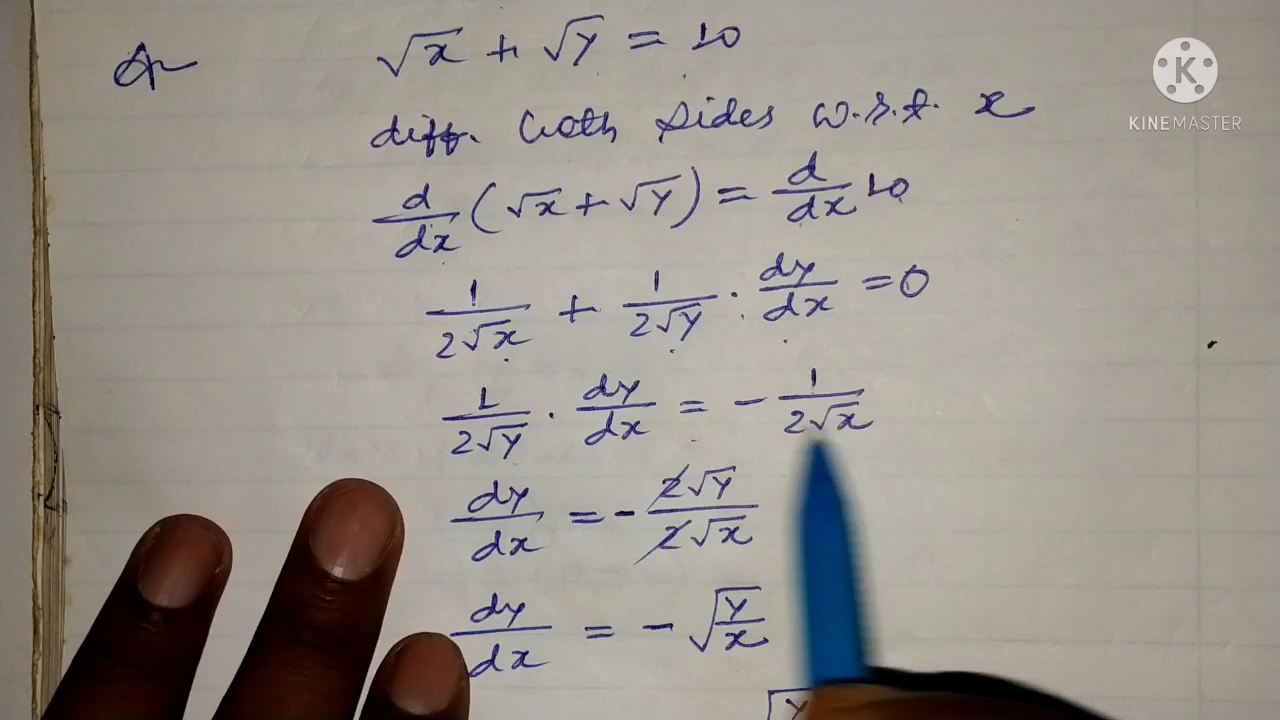 Q √x + √y = 10
K
KINEMASTER
diff. both sides w.r.t. x
d/dx (√x + √y) = d/dx 10
1/2√x + 1/2√y · dy/dx = 0
1/2√y · dy/dx = - 1/2√x
dy/dx = - 2√y/2√x
dy/dx = - √y/x